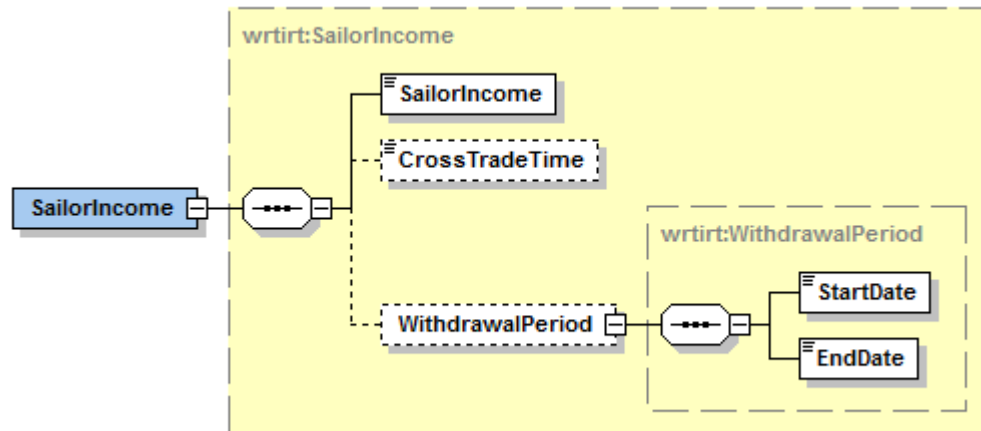 wrtirt:SailorIncome
SailorIncome
CrossTradeTime
SailorIncome
wrtirt:WithdrawalPeriod
StartDate
WithdrawalPeriod
EndDate